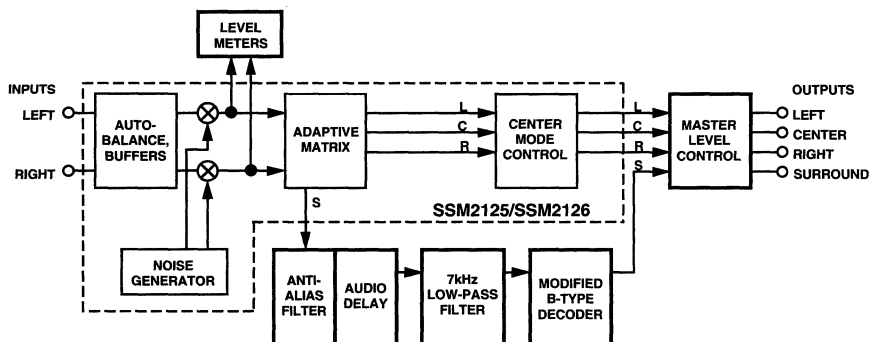 LEVEL
METERS
INPUTS
OUTPUTS
LEFT
AUTO-
BALANCE,
BUFFERS
RIGHT
ADAPTIVE
MATRIX
L
C
R
CENTER
MODE
CONTROL
L
C
R
S
MASTER
LEVEL
CONTROL
LEFT
CENTER
RIGHT
SURROUND
S
SSM2125/SSM2126
NOISE
GENERATOR
ANTI-
ALIAS
FILTER
AUDIO
DELAY
7kHz
LOW-PASS
FILTER
MODIFIED
B-TYPE
DECODER